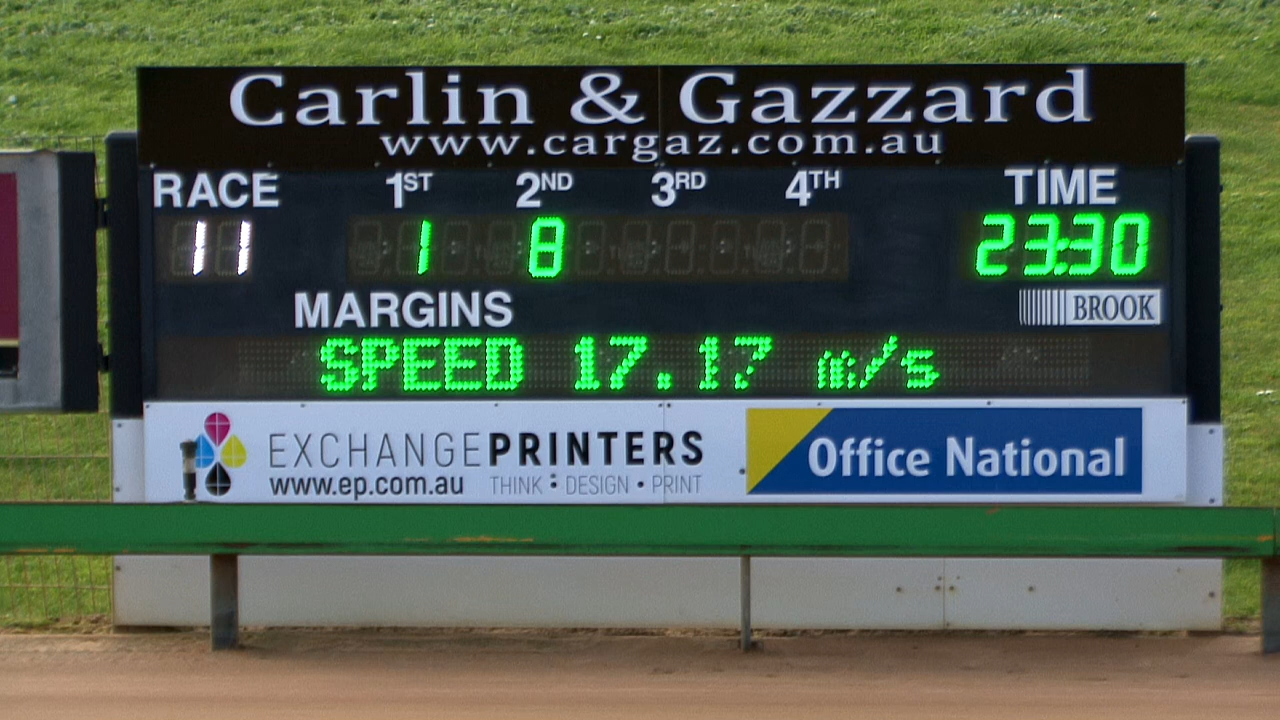 Carlin & Gazzard
www.cargaz.com.au
RACE 1ST 2ND 3RD 4TH TIME
11 1 8 23:30
MARGINS BROOK
SPEED 17.17 m/s
EXCHANGEPRINTERS
www.ep.com.au THINK : DESIGN • PRINT
Office National